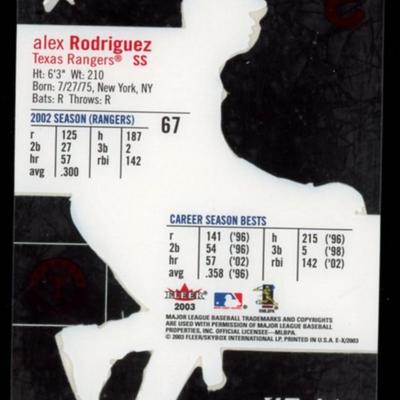 alex Rodriguez
Texas Rangers® SS
Ht: 6'3" Wt: 210
Born: 7/27/75, New York, NY
Bats: R Throws: R
67
2002 SEASON (RANGERS)
r 125 h 187
2b 27 3b 2
hr 57 rbi 142
avg .300
CAREER SEASON BESTS
r 141 ('96) h 215 ('96)
2b 54 ('96) 3b 5 ('98)
hr 57 ('02) rbi 142 ('02)
avg .358 ('96)
FLEER
2003
MLBPA
MAJOR LEAGUE BASEBALL TRADEMARKS AND COPYRIGHTS
ARE USED WITH PERMISSION OF MAJOR LEAGUE BASEBALL
PROPERTIES, INC. OFFICIAL LICENSEE—MLBPA.
© 2003 FLEER/SKYBOX INTERNATIONAL LP, PRINTED IN U.S.A. E-X/2003